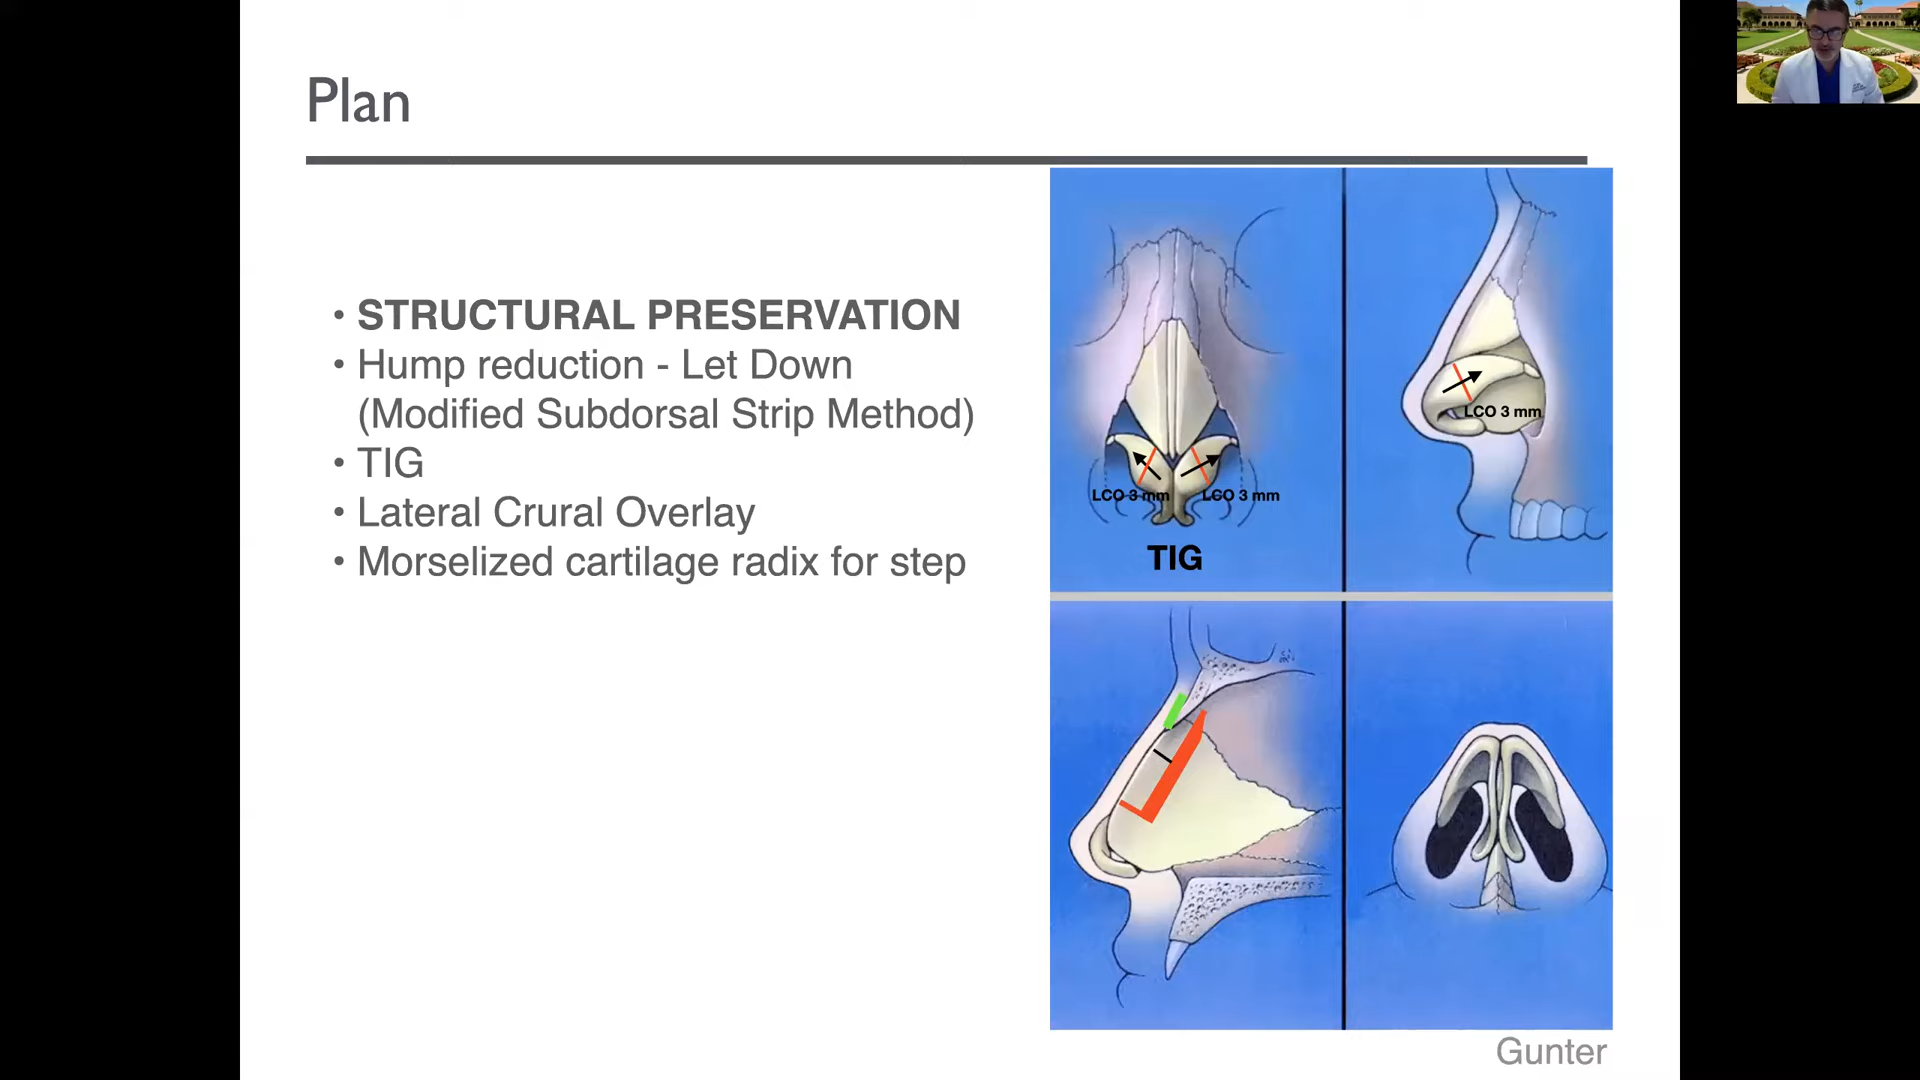 Plan
• STRUCTURAL PRESERVATION
• Hump reduction - Let Down
(Modified Subdorsal Strip Method)
• TIG
• Lateral Crural Overlay
• Morselized cartilage radix for step
LCO 3 mm
LCO 3 mm
LCO 3 mm
TIG
Gunter